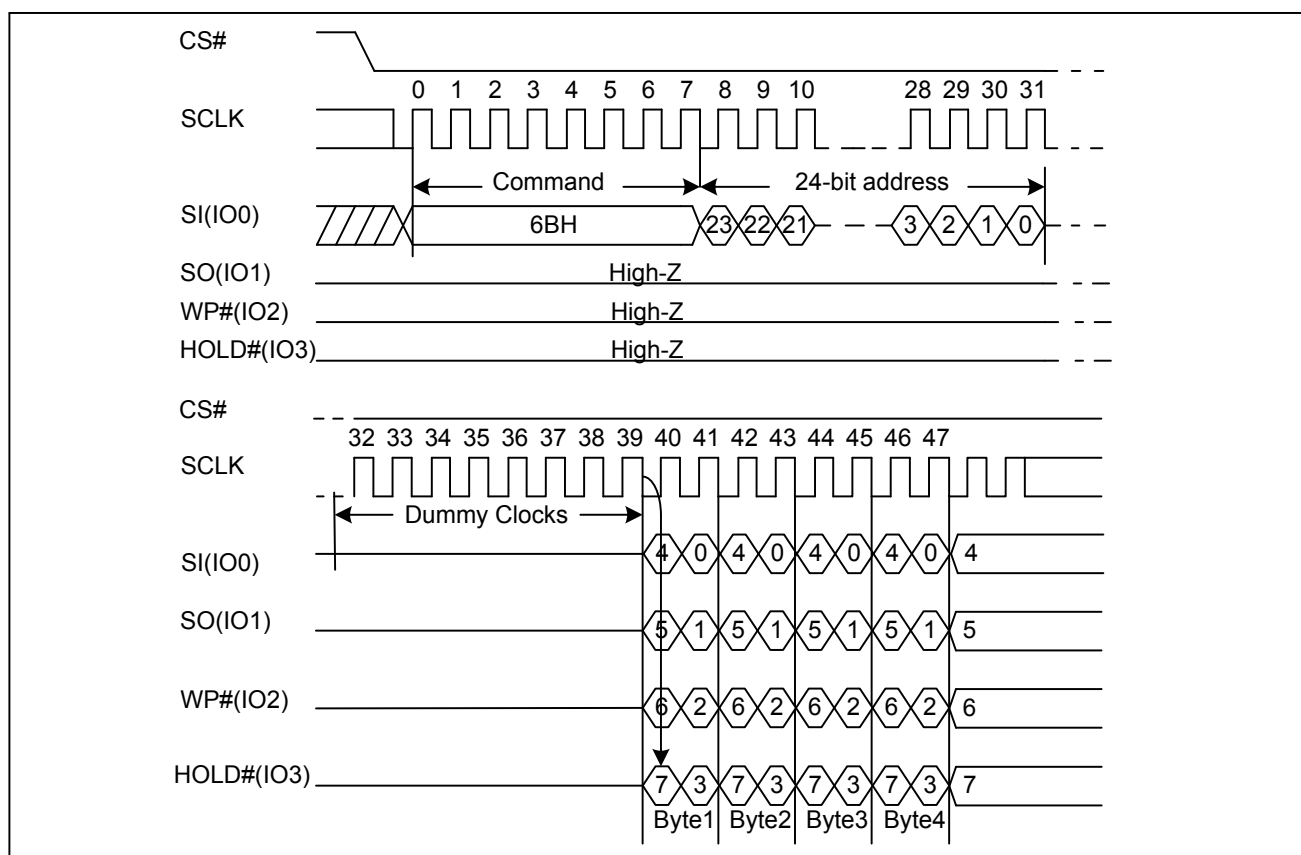 CS#
0 1 2 3 4 5 6 7 8 9 10 28 29 30 31
SCLK
Command 24-bit address
SI(IO0) 6BH 23 22 21 3 2 1 0
SO(IO1) High-Z
WP#(IO2) High-Z
HOLD#(IO3) High-Z
CS#
32 33 34 35 36 37 38 39 40 41 42 43 44 45 46 47
SCLK
Dummy Clocks
SI(IO0) 4 0 4 0 4 0 4 0 4
SO(IO1) 5 1 5 1 5 1 5 1 5
WP#(IO2) 6 2 6 2 6 2 6 2 6
HOLD#(IO3) 7 3 7 3 7 3 7 3 7
Byte1 Byte2 Byte3 Byte4